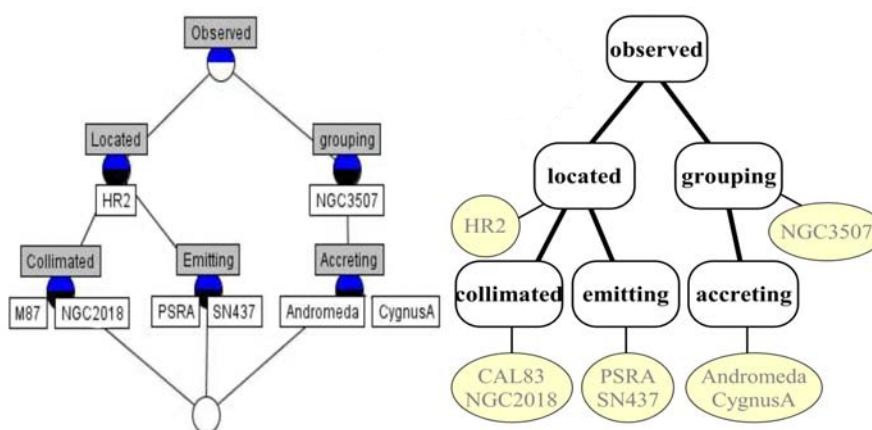 Observed
Located
grouping
HR2
NGC3507
Collimated
Emitting
Accreting
M87
NGC2018
PSRA
SN437
Andromeda
CygnusA
observed
located
grouping
HR2
NGC3507
collimated
emitting
accreting
CAL83
NGC2018
PSRA
SN437
Andromeda
CygnusA